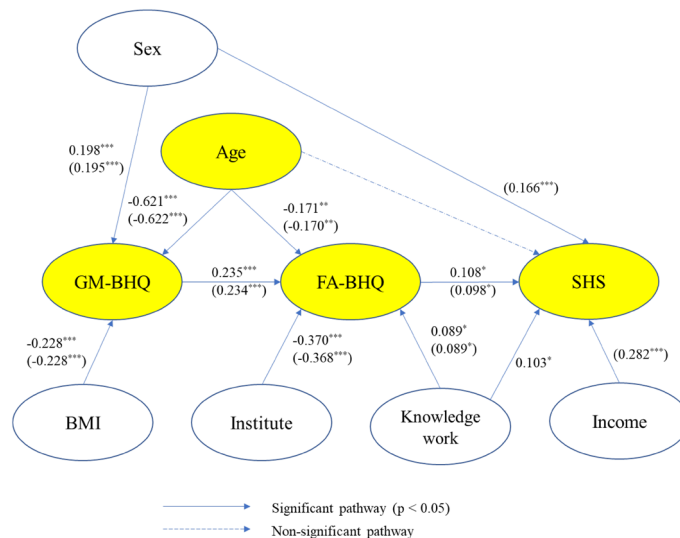 Sex
0.198***
(0.195***)
Age
(0.166***)
-0.621***
(-0.622***)
-0.171**
(-0.170**)
GM-BHQ
0.235***
(0.234***)
FA-BHQ
0.108*
(0.098*)
SHS
-0.228***
(-0.228***)
-0.370***
(-0.368***)
0.089*
(0.089*)
0.103*
(0.282***)
BMI
Institute
Knowledge
work
Income
Significant pathway (p < 0.05)
Non-significant pathway